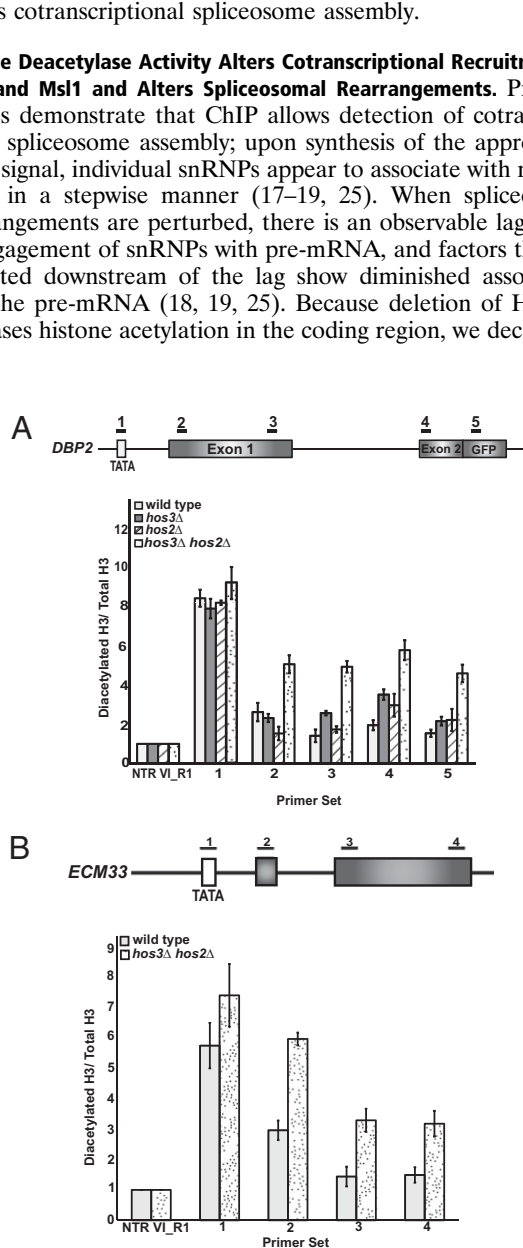 s cotranscriptional spliceosome assembly.
e Deacetylase Activity Alters Cotranscriptional Recruitm
and Msl1 and Alters Spliceosomal Rearrangements.
s demonstrate that ChIP allows detection of cotra
spliceosome assembly; upon synthesis of the appro
signal, individual snRNPs appear to associate with
in a stepwise manner (17–19, 25). When spliceo
angements are perturbed, there is an observable lag
gagement of snRNPs with pre-mRNA, and factors th
ted downstream of the lag show diminished asso
he pre-mRNA (18, 19, 25). Because deletion of H
ases histone acetylation in the coding region, we dec
A
1 2 3 4 5
DBP2 Exon 1 Exon 2 GFP
TATA
wild type
hos3Δ
hos2Δ
hos3Δ hos2Δ
Diacetylated H3/ Total H3
12
10
8
6
4
2
0
NTR VI_R1 1 2 3 4 5
Primer Set
B
1 2 3 4
ECM33
TATA
wild type
hos3Δ hos2Δ
Diacetylated H3/ Total H3
9
8
7
6
5
4
3
2
1
0
NTR VI_R1 1 2 3 4
Primer Set